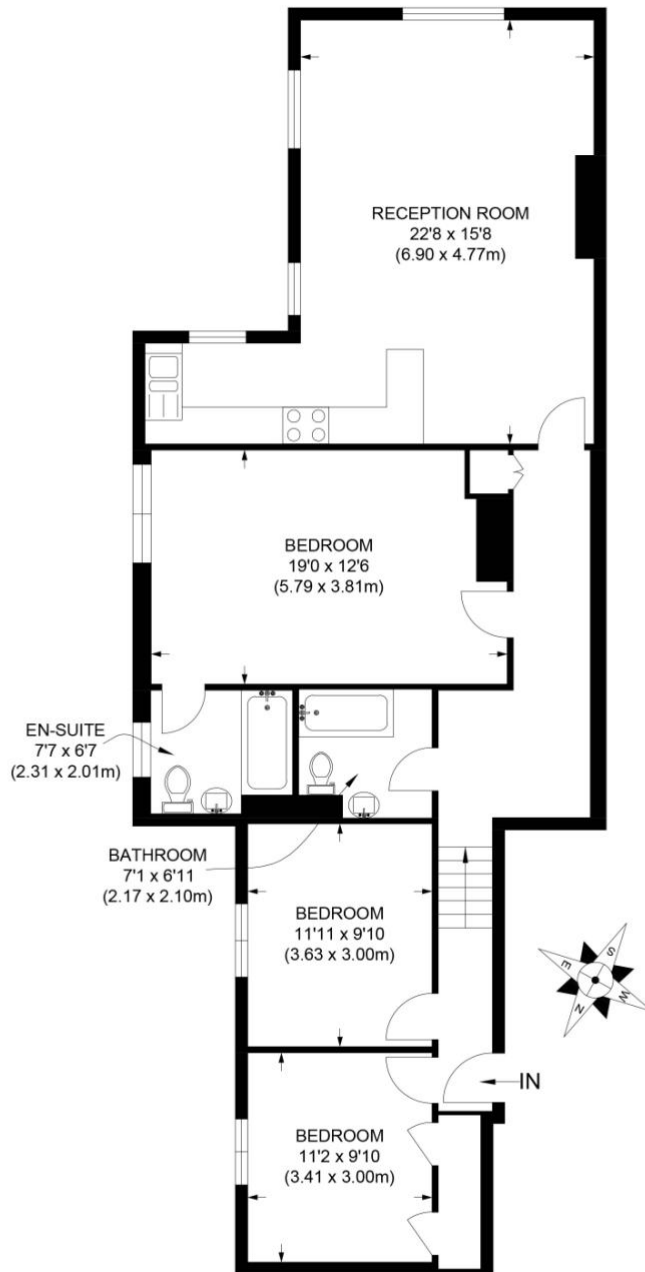 RECEPTION ROOM
22'8 x 15'8
(6.90 x 4.77m)
BEDROOM
19'0 x 12'6
(5.79 x 3.81m)
EN-SUITE
7'7 x 6'7
(2.31 x 2.01m)
BATHROOM
7'1 x 6'11
(2.17 x 2.10m)
BEDROOM
11'11 x 9'10
(3.63 x 3.00m)
S
E
W
N
IN
BEDROOM
11'2 x 9'10
(3.41 x 3.00m)